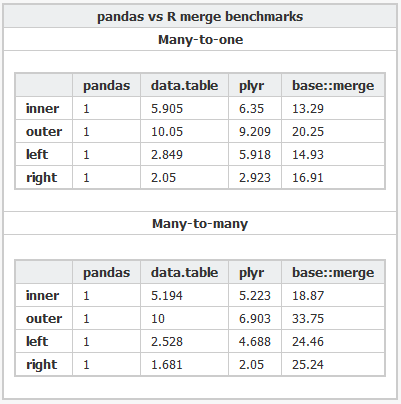 pandas vs R merge benchmarks
Many-to-one
pandas data.table plyr base::merge
inner 1 5.905 6.35 13.29
outer 1 10.05 9.209 20.25
left 1 2.849 5.918 14.93
right 1 2.05 2.923 16.91
Many-to-many
pandas data.table plyr base::merge
inner 1 5.194 5.223 18.87
outer 1 10 6.903 33.75
left 1 2.528 4.688 24.46
right 1 1.681 2.05 25.24